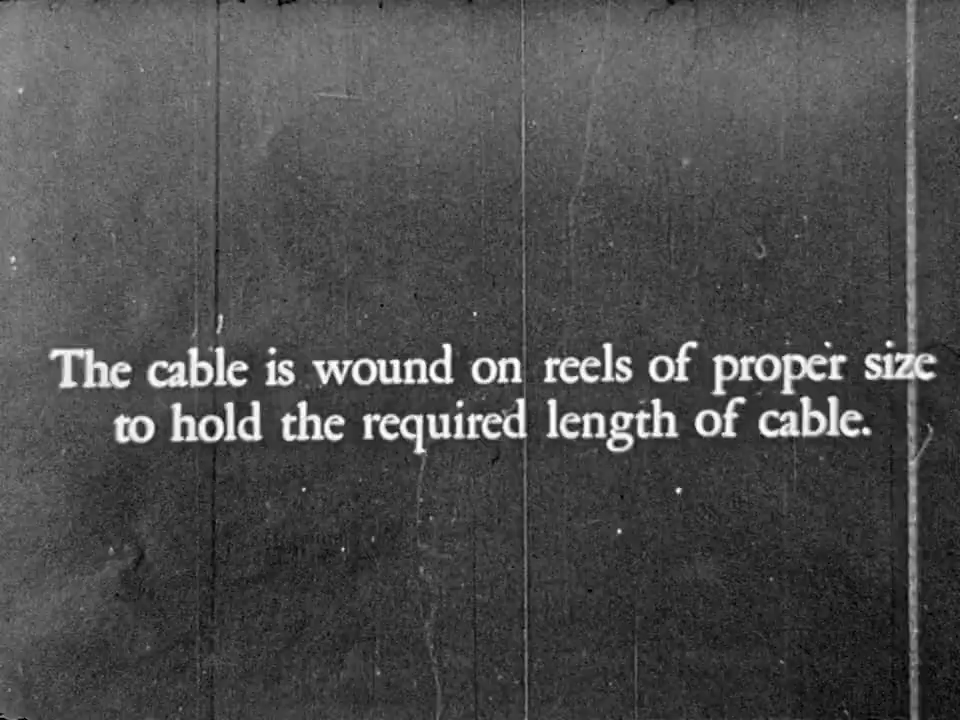 The cable is wound on reels of proper size
to hold the required length of cable.